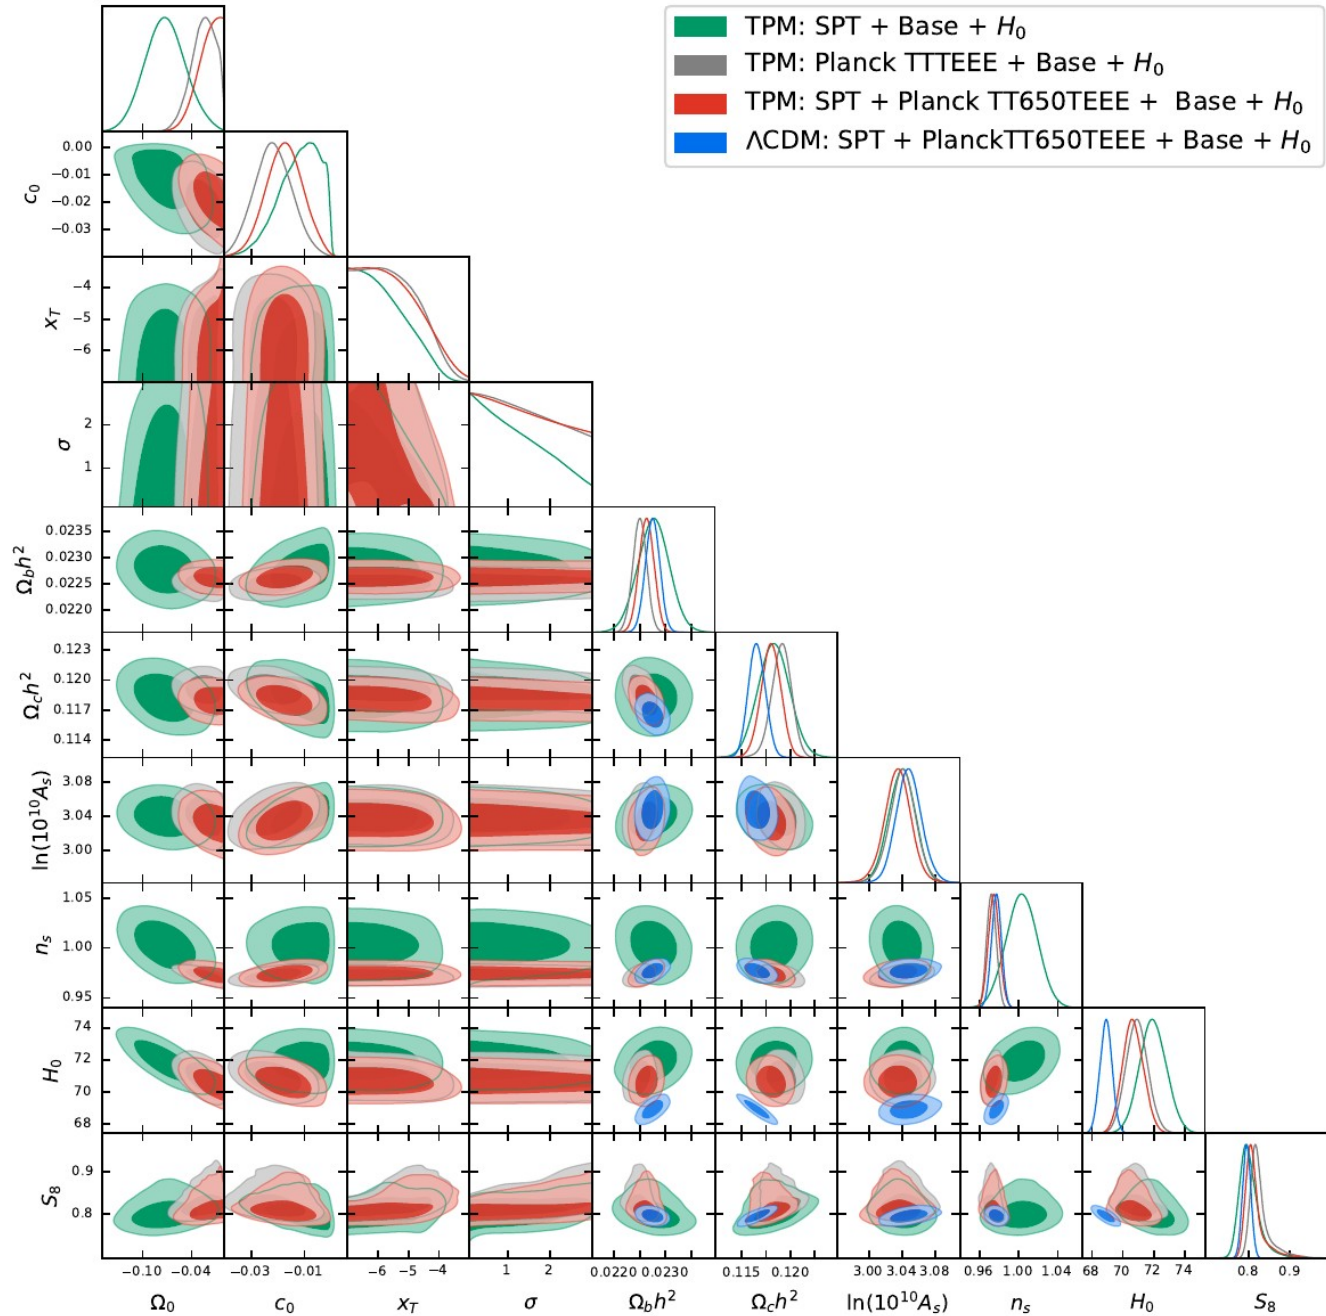 TPM: SPT + Base + H₀
TPM: Planck TTTEEE + Base + H₀
TPM: SPT + Planck TT650TEEE + Base + H₀
ΛCDM: SPT + PlanckTT650TEEE + Base + H₀
0.00
−0.01
−0.02
−0.03
c₀
−4
−5
−6
x_T
2
1
σ
0.0235
0.0230
0.0225
0.0220
Ω_bh²
0.123
0.120
0.117
0.114
Ω_ch²
3.08
3.04
3.00
ln(10¹⁰A_s)
1.05
1.00
0.95
n_s
74
72
70
68
H₀
0.9
0.8
S₈
−0.10 −0.04 −0.03 −0.01 −6 −4 1 2 0.0220 0.0230 0.115 0.120 3.00 3.04 3.08 0.96 1.00 1.04 68 70 72 74 0.8 0.9
Ω₀ c₀ x_T σ Ω_bh² Ω_ch² ln(10¹⁰A_s) n_s H₀ S₈